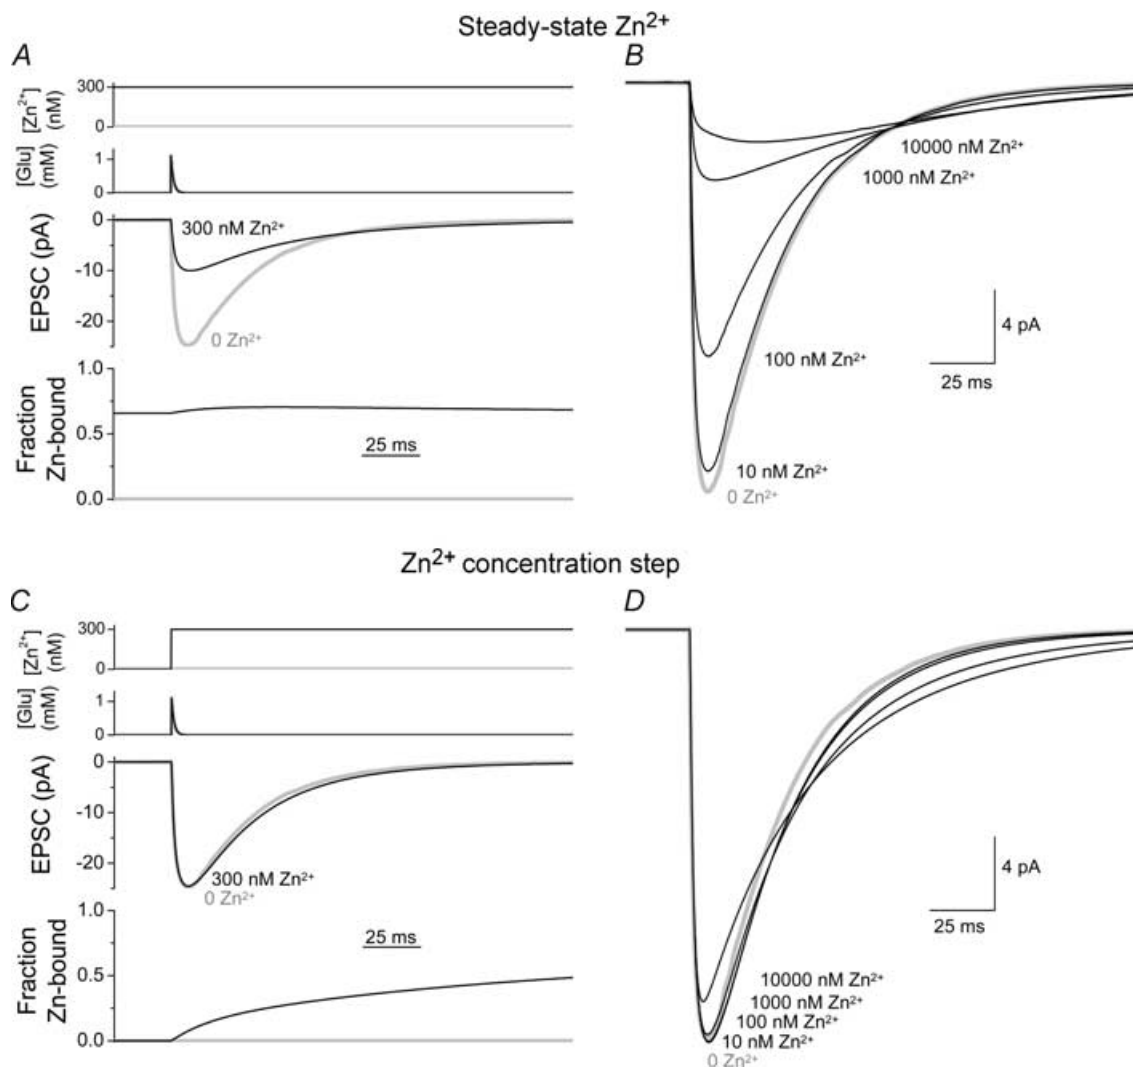 Steady-state Zn²⁺
A
[Zn²⁺]
(nM)
300
0
[Glu]
(mM)
1
0
EPSC (pA)
0
-10
-20
300 nM Zn²⁺
0 Zn²⁺
Fraction
Zn-bound
1.0
0.5
0.0
25 ms
B
10000 nM Zn²⁺
1000 nM Zn²⁺
100 nM Zn²⁺
10 nM Zn²⁺
0 Zn²⁺
4 pA
25 ms
Zn²⁺ concentration step
C
[Zn²⁺]
(nM)
300
0
[Glu]
(mM)
1
0
EPSC (pA)
0
-10
-20
300 nM Zn²⁺
0 Zn²⁺
Fraction
Zn-bound
1.0
0.5
0.0
25 ms
D
4 pA
25 ms
10000 nM Zn²⁺
1000 nM Zn²⁺
100 nM Zn²⁺
10 nM Zn²⁺
0 Zn²⁺